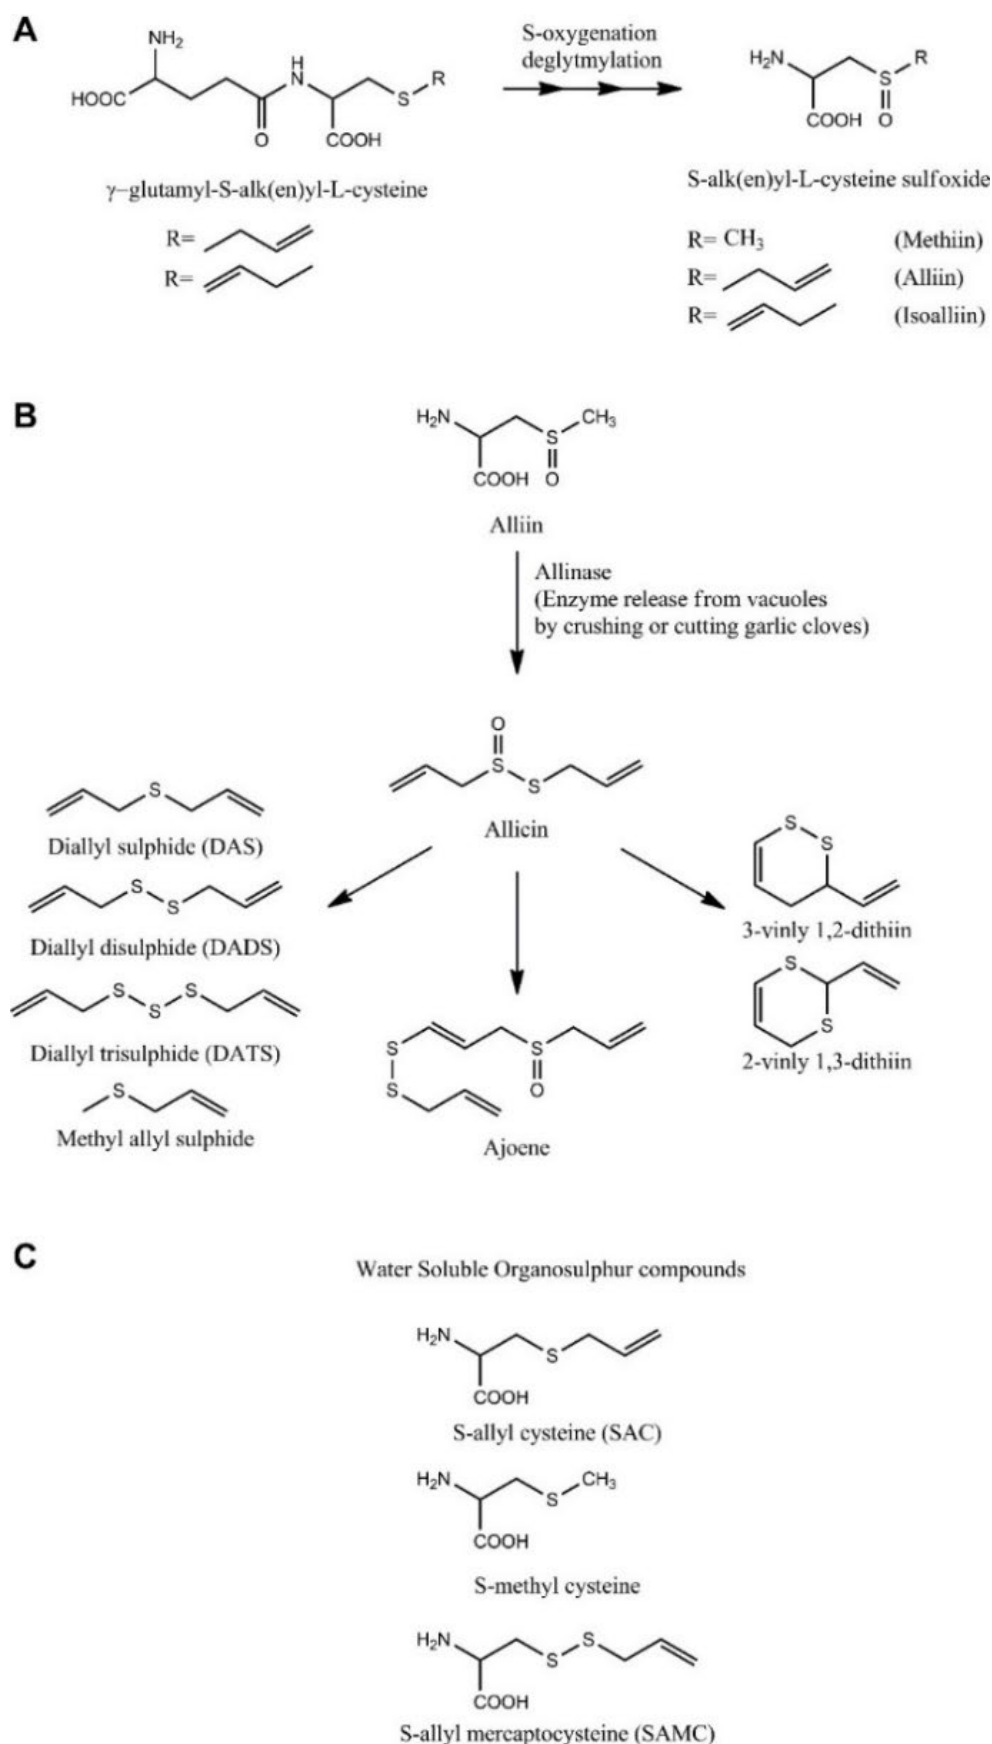 A
S-oxygenation
deglytmylation
NH₂
HOOC
H
N
S
R
O
COOH
H₂N
S
R
COOH
O
γ–glutamyl-S-alk(en)yl-L-cysteine
S-alk(en)yl-L-cysteine sulfoxide
R=
R=
R= CH₃ (Methiin)
R= (Alliin)
R= (Isoalliin)
B
H₂N
S
CH₃
COOH
O
Alliin
Allinase
(Enzyme release from vacuoles
by crushing or cutting garlic cloves)
O
S
S
Allicin
S
Diallyl sulphide (DAS)
S
S
Diallyl disulphide (DADS)
S
S
S
Diallyl trisulphide (DATS)
S
Methyl allyl sulphide
S
S
S
O
Ajoene
S
S
3-vinly 1,2-dithiin
S
S
2-vinly 1,3-dithiin
C
Water Soluble Organosulphur compounds
H₂N
S
COOH
S-allyl cysteine (SAC)
H₂N
S
CH₃
COOH
S-methyl cysteine
H₂N
S
S
COOH
S-allyl mercaptocysteine (SAMC)